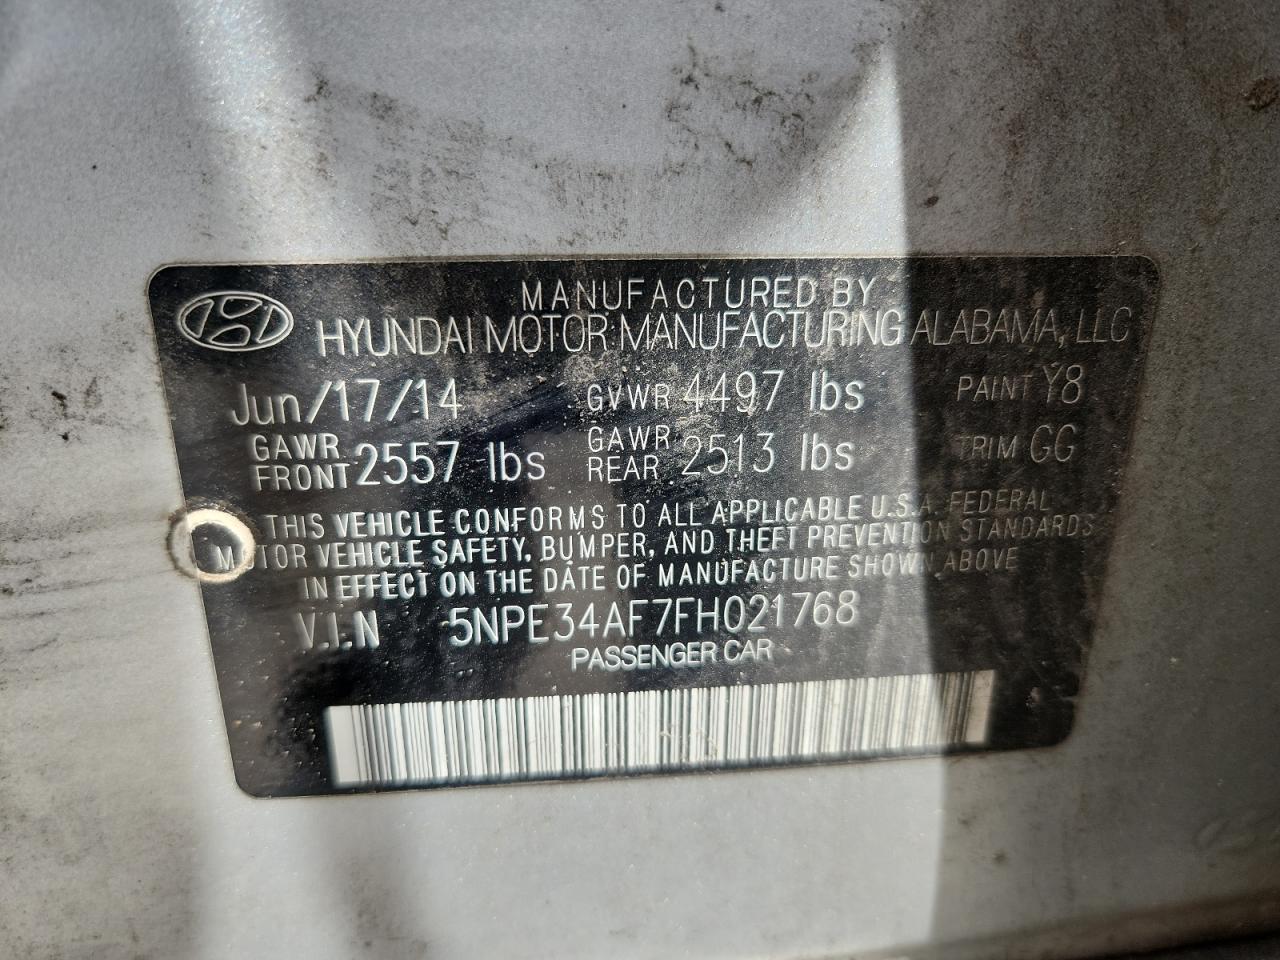 MANUFACTURED BY
HYUNDAI MOTOR MANUFACTURING ALABAMA, LLC
Jun/17/14 GVWR 4497 lbs PAINT Y8
GAWR FRONT 2557 lbs GAWR REAR 2513 lbs TRIM GG
THIS VEHICLE CONFORMS TO ALL APPLICABLE U.S.A. FEDERAL
MOTOR VEHICLE SAFETY, BUMPER, AND THEFT PREVENTION STANDARDS
IN EFFECT ON THE DATE OF MANUFACTURE SHOWN ABOVE
V.I.N 5NPE34AF7FH021768
PASSENGER CAR